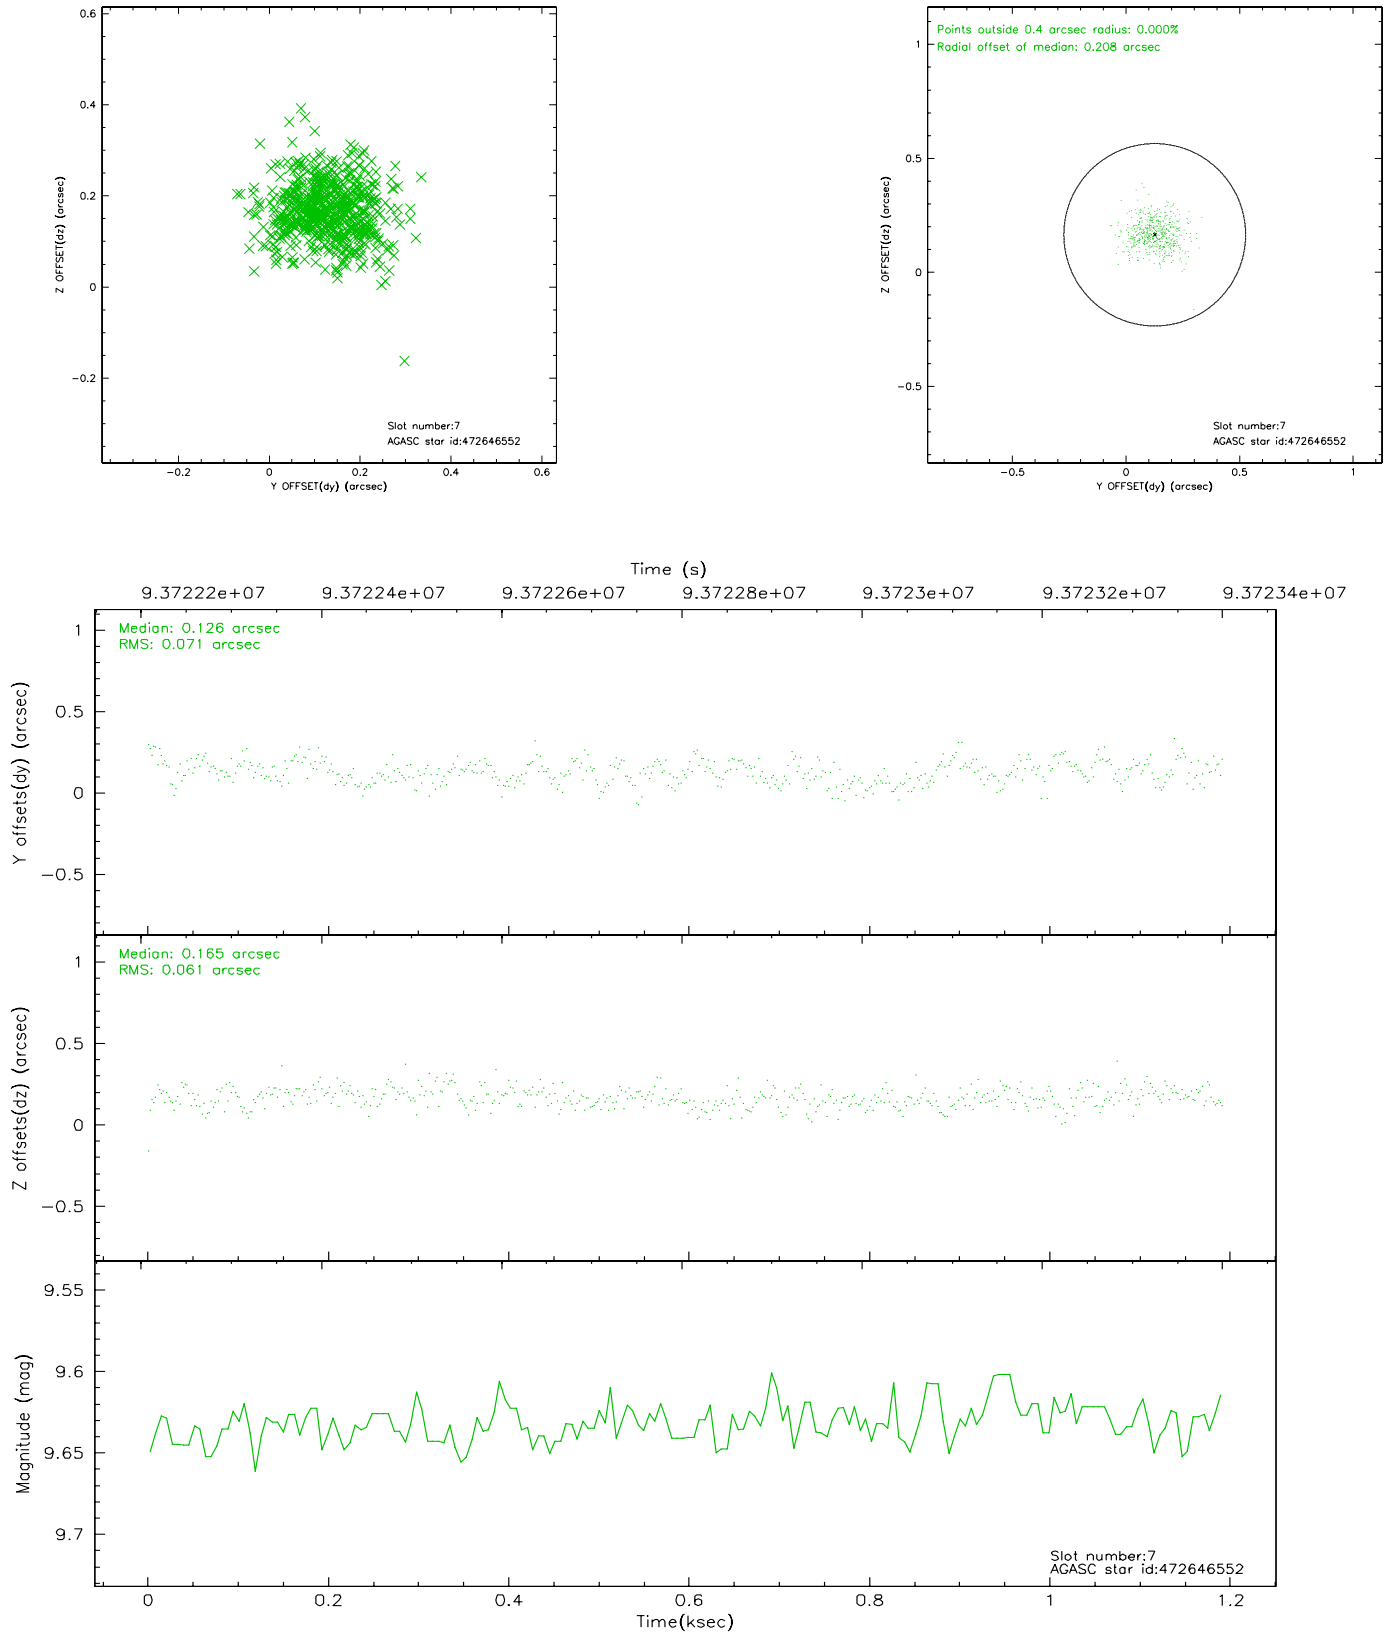 0.6
0.4
0.2
0
−0.2
Z OFFSET(dz) (arcsec)
Slot number:7
AGASC star id:472646552
−0.2 0 0.2 0.4 0.6
Y OFFSET(dy) (arcsec)
Points outside 0.4 arcsec radius: 0.000%
Radial offset of median: 0.208 arcsec
1
0.5
0
−0.5
Z OFFSET(dz) (arcsec)
Slot number:7
AGASC star id:472646552
−0.5 0 0.5 1
Y OFFSET(dy) (arcsec)
Time (s)
9.37222e+07 9.37224e+07 9.37226e+07 9.37228e+07 9.3723e+07 9.37232e+07 9.37234e+07
Median: 0.126 arcsec
RMS: 0.071 arcsec
1
0.5
0
−0.5
Y offsets(dy) (arcsec)
Median: 0.165 arcsec
RMS: 0.061 arcsec
1
0.5
0
−0.5
Z offsets(dz) (arcsec)
9.55
9.6
9.65
9.7
Magnitude (mag)
Slot number:7
AGASC star id:472646552
0 0.2 0.4 0.6 0.8 1 1.2
Time(ksec)